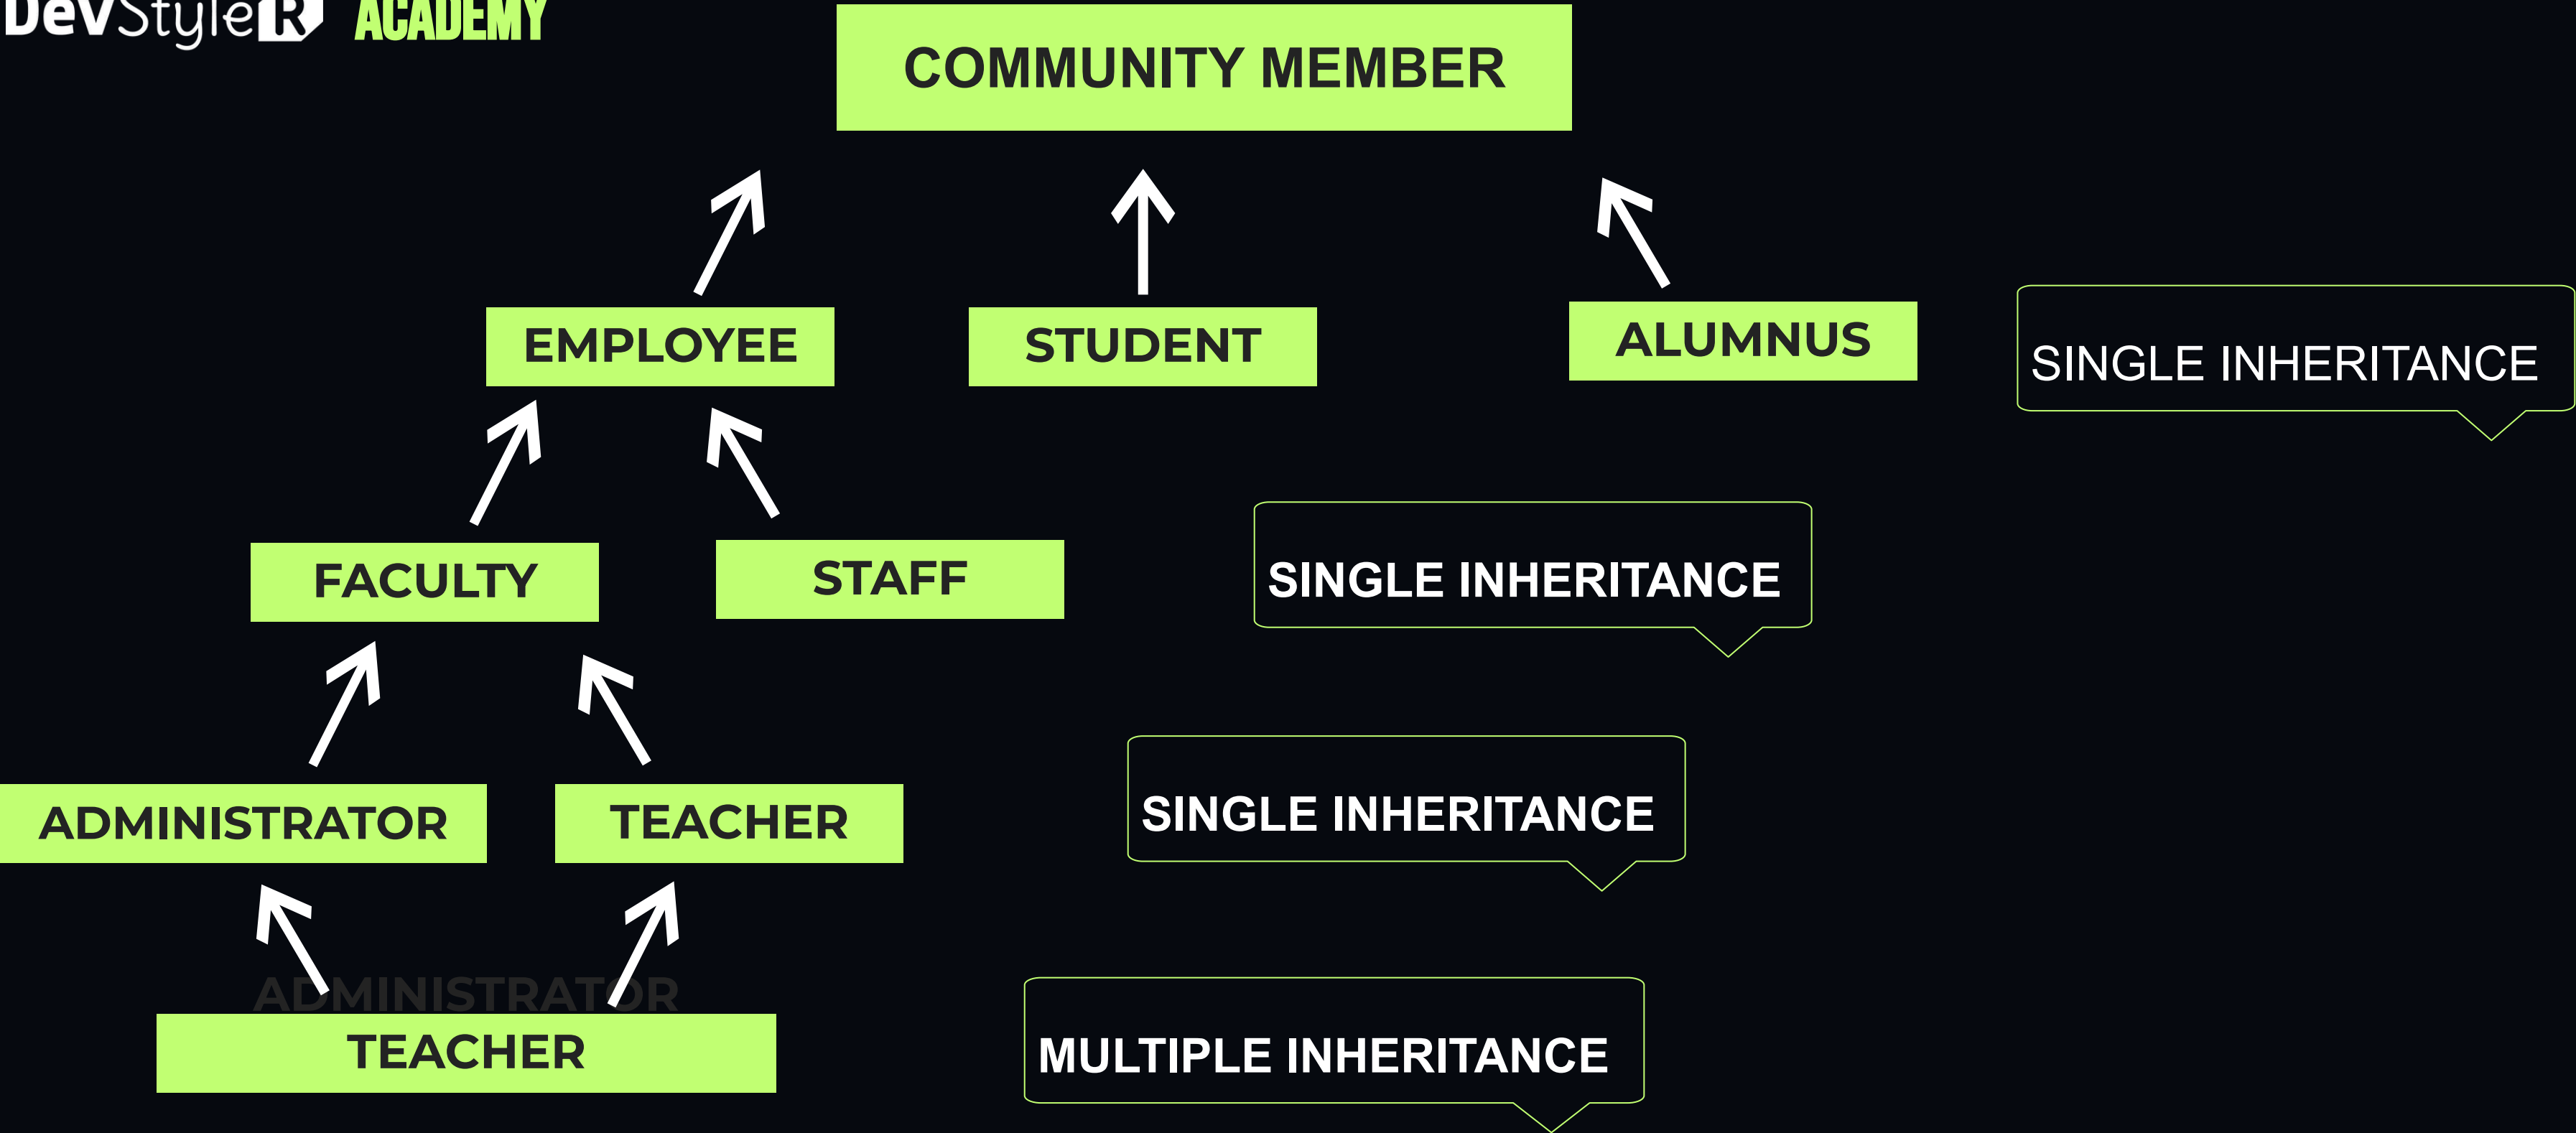 DevStyleR ACADEMY
COMMUNITY MEMBER
EMPLOYEE
STUDENT
ALUMNUS
SINGLE INHERITANCE
FACULTY
STAFF
SINGLE INHERITANCE
ADMINISTRATOR
TEACHER
SINGLE INHERITANCE
ADMINISTRATOR
TEACHER
MULTIPLE INHERITANCE